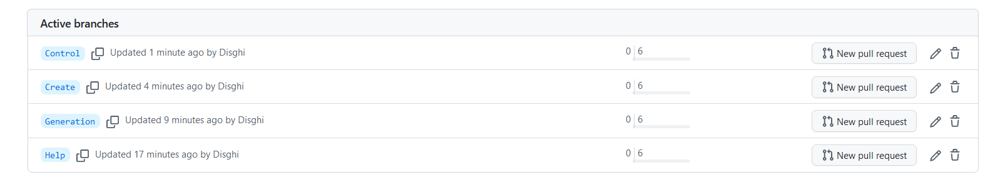 Active branches
Control Updated 1 minute ago by Disghi 0 6 New pull request
Create Updated 4 minutes ago by Disghi 0 6 New pull request
Generation Updated 9 minutes ago by Disghi 0 6 New pull request
Help Updated 17 minutes ago by Disghi 0 6 New pull request